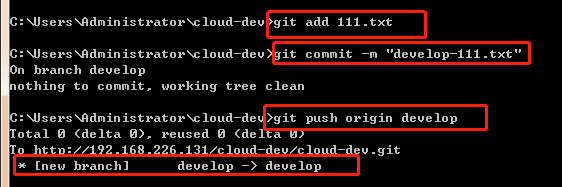 C:\Users\Administrator\cloud-dev>git add 111.txt
C:\Users\Administrator\cloud-dev>git commit -m "develop-111.txt"
On branch develop
nothing to commit, working tree clean
C:\Users\Administrator\cloud-dev>git push origin develop
Total 0 (delta 0), reused 0 (delta 0)
To http://192.168.226.131/cloud-dev/cloud-dev.git
* [new branch] develop -> develop